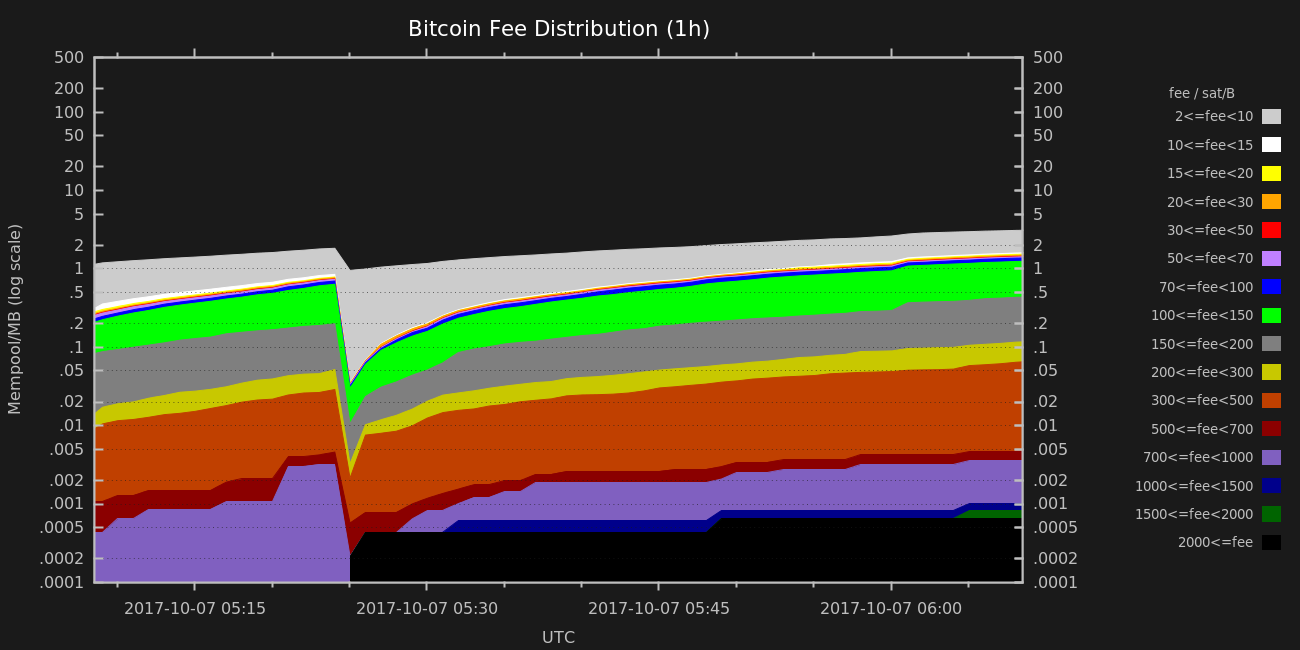 Bitcoin Fee Distribution (1h)
Mempool/MB (log scale)
500
200
100
50
20
10
5
2
1
.5
.2
.1
.05
.02
.01
.005
.002
.001
.0005
.0002
.0001
500
200
100
50
20
10
5
2
1
.5
.2
.1
.05
.02
.01
.005
.002
.001
.0005
.0002
.0001
fee / sat/B
2<=fee<10
10<=fee<15
15<=fee<20
20<=fee<30
30<=fee<50
50<=fee<70
70<=fee<100
100<=fee<150
150<=fee<200
200<=fee<300
300<=fee<500
500<=fee<700
700<=fee<1000
1000<=fee<1500
1500<=fee<2000
2000<=fee
2017-10-07 05:15 2017-10-07 05:30 2017-10-07 05:45 2017-10-07 06:00
UTC